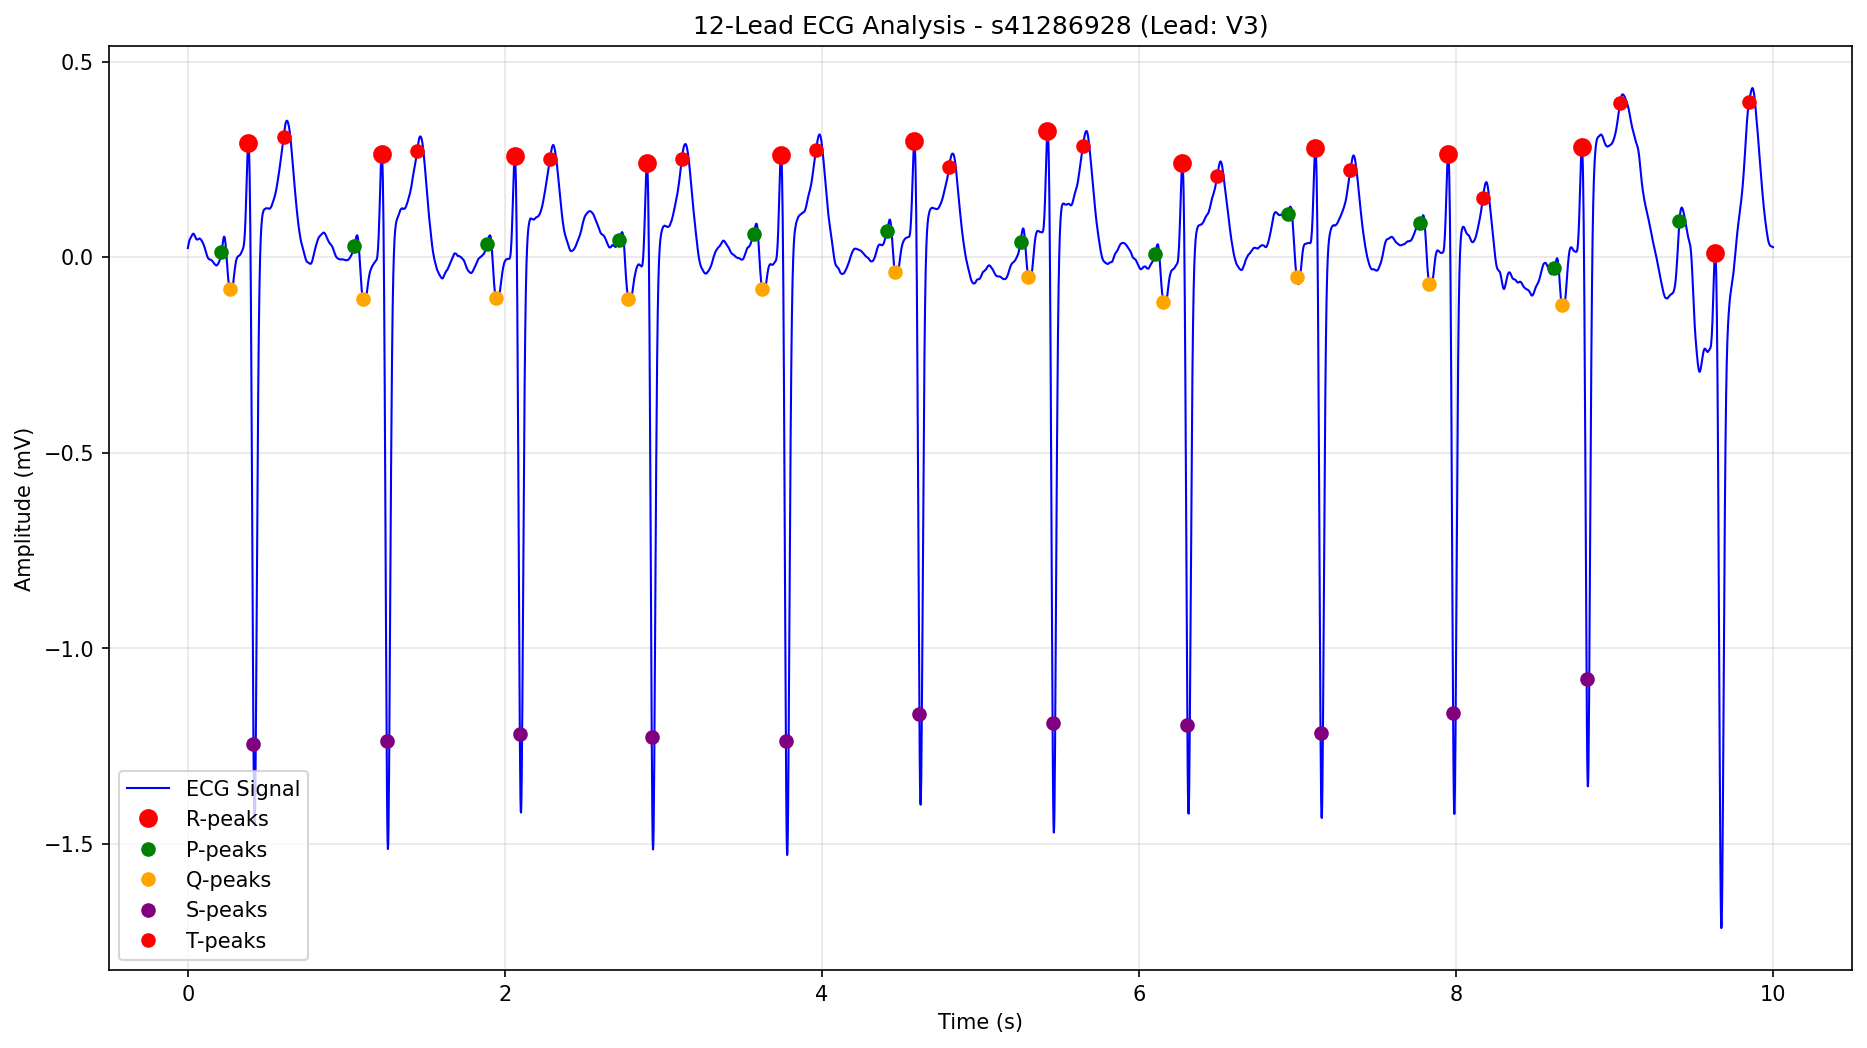 12-Lead ECG Analysis - s41286928 (Lead: V3)
0.5
0.0
−0.5
−1.0
−1.5
Amplitude (mV)
ECG Signal
R-peaks
P-peaks
Q-peaks
S-peaks
T-peaks
0 2 4 6 8 10
Time (s)